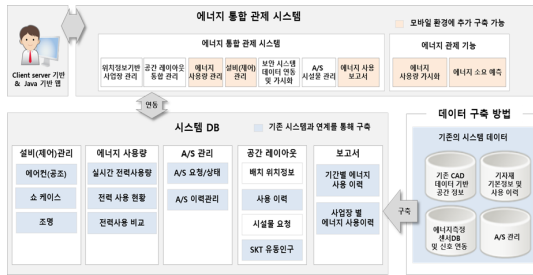 에너지 통합 관제 시스템
모바일 환경에 추가 구축 가능
에너지 통합 관제 시스템
에너지 관제 기능
위치정보기반
사업장 관리
공간 레이아웃
통합 관리
에너지
사용량 관리
설비(제어)
관리
보안 시스템
데이터 연동
및 가시화
A/S
시설물 관리
에너지 사용
보고서
에너지
사용량 가시화
에너지 소요 예측
Client server 기반
& Java 기반 웹
연동
시스템 DB
기존 시스템과 연계를 통해 구축
설비(제어)관리
에어컨(공조)
쇼 케이스
조명
에너지 사용량
실시간 전력사용량
전력 사용 현황
전력사용 비교
A/S 관리
A/S 요청/상태
A/S 이력관리
공간 레이아웃
배치 위치정보
사용 이력
시설물 요청
SKT 유동인구
보고서
기간별 에너지
사용 이력
사업장 별
에너지 사용이력
구축
데이터 구축 방법
기존의 시스템 데이터
기존 CAD
데이터 기반
공간 정보
기자재
기본정보 및
사용 이력
에너지측정
센서DB
및 신호 연동
A/S 관리